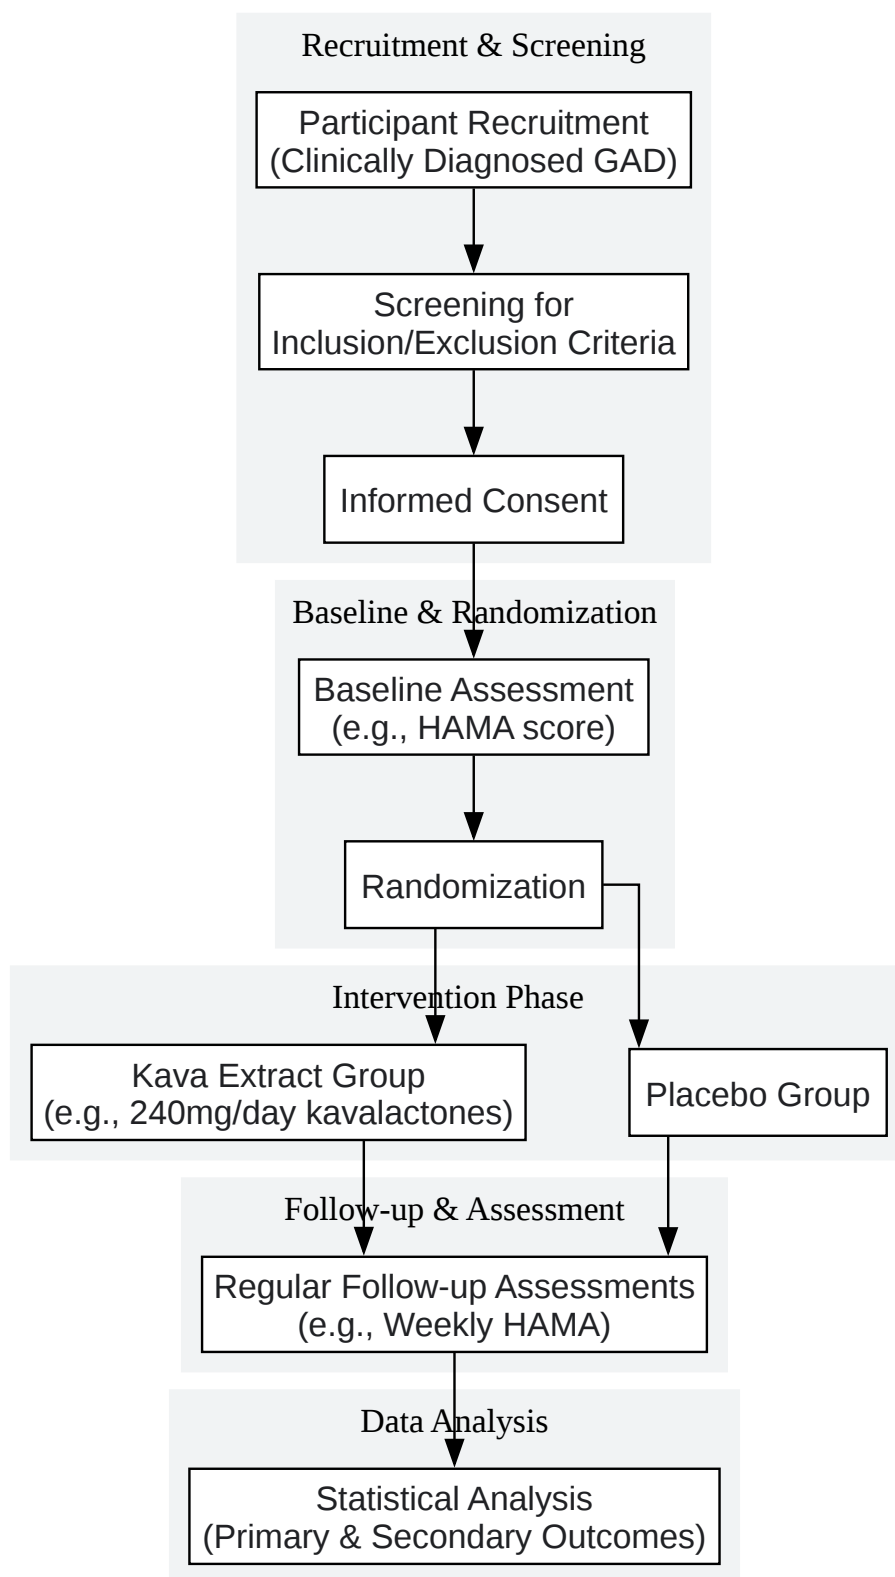 Recruitment & Screening
Participant Recruitment
(Clinically Diagnosed GAD)
Screening for
Inclusion/Exclusion Criteria
Informed Consent
Baseline & Randomization
Baseline Assessment
(e.g., HAMA score)
Randomization
Intervention Phase
Kava Extract Group
(e.g., 240mg/day kavalactones)
Placebo Group
Follow-up & Assessment
Regular Follow-up Assessments
(e.g., Weekly HAMA)
Data Analysis
Statistical Analysis
(Primary & Secondary Outcomes)